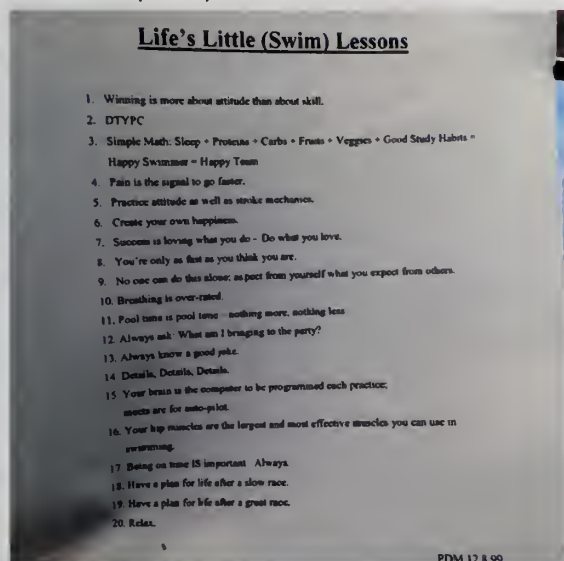 Life's Little (Swim) Lessons
1. Winning is more about attitude than about skill.
2. DTYPC
3. Simple Math: Sleep + Proteins + Carbs + Fruits + Veggies + Good Study Habits =
Happy Swimmer = Happy Team
4. Pain is the signal to go faster.
5. Practice attitude as well as stroke mechanics.
6. Create your own happiness.
7. Success is loving what you do - Do what you love.
8. You're only as fast as you think you are.
9. No one can do this alone; expect from yourself what you expect from others.
10. Breathing is over-rated.
11. Pool time is pool time - nothing more, nothing less
12. Always ask: What am I bringing to the party?
13. Always know a good joke.
14. Details, Details, Details.
15. Your brain is the computer to be programmed each practice;
meets are for auto-pilot.
16. Your hip muscles are the largest and most effective muscles you can use in
swimming.
17. Being on time IS important. Always.
18. Have a plan for life after a slow race.
19. Have a plan for life after a great race.
20. Relax.
PDM 12.8.99